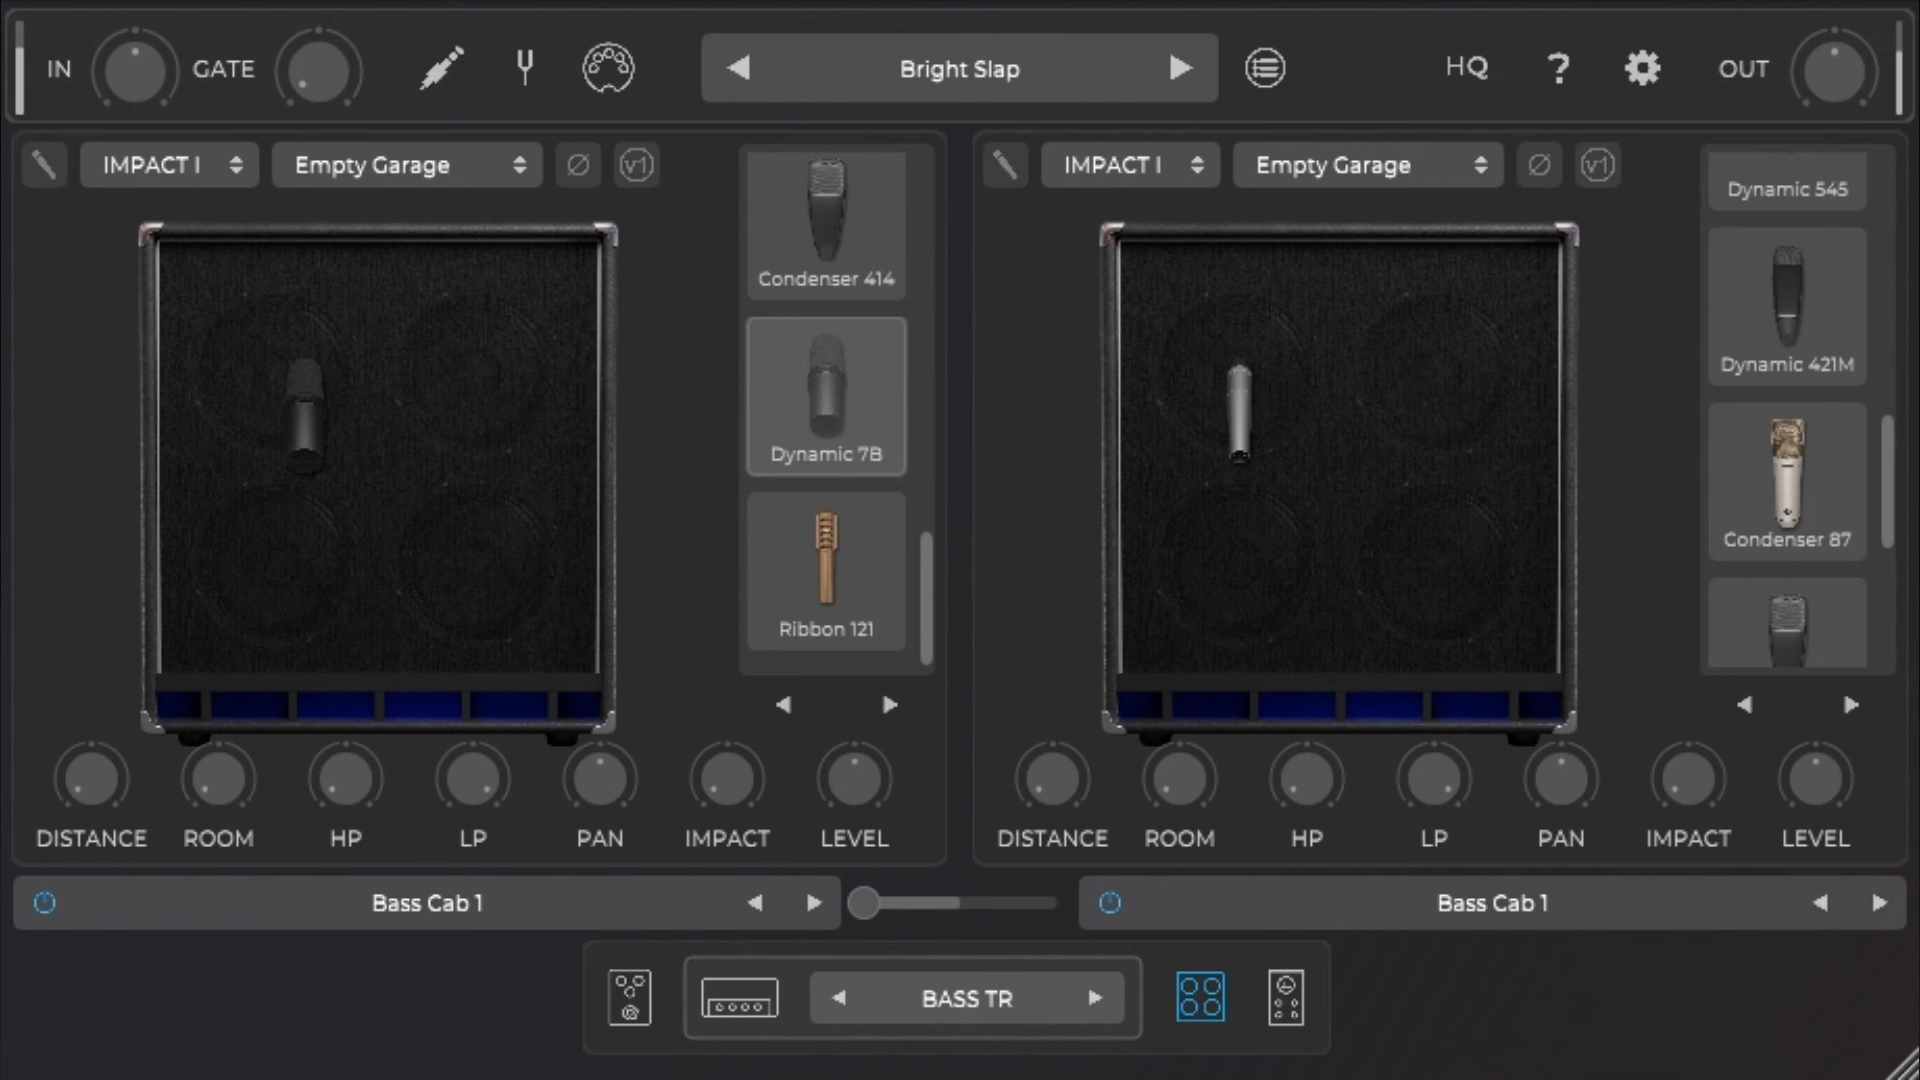 IN
GATE
Bright Slap
HQ
?
OUT
IMPACT I
Empty Garage
Ø
v1
Condenser 414
Dynamic 7B
Ribbon 121
DISTANCE
ROOM
HP
LP
PAN
IMPACT
LEVEL
IMPACT I
Empty Garage
Ø
v1
Dynamic 545
Dynamic 421M
Condenser 87
DISTANCE
ROOM
HP
LP
PAN
IMPACT
LEVEL
Bass Cab 1
Bass Cab 1
BASS TR